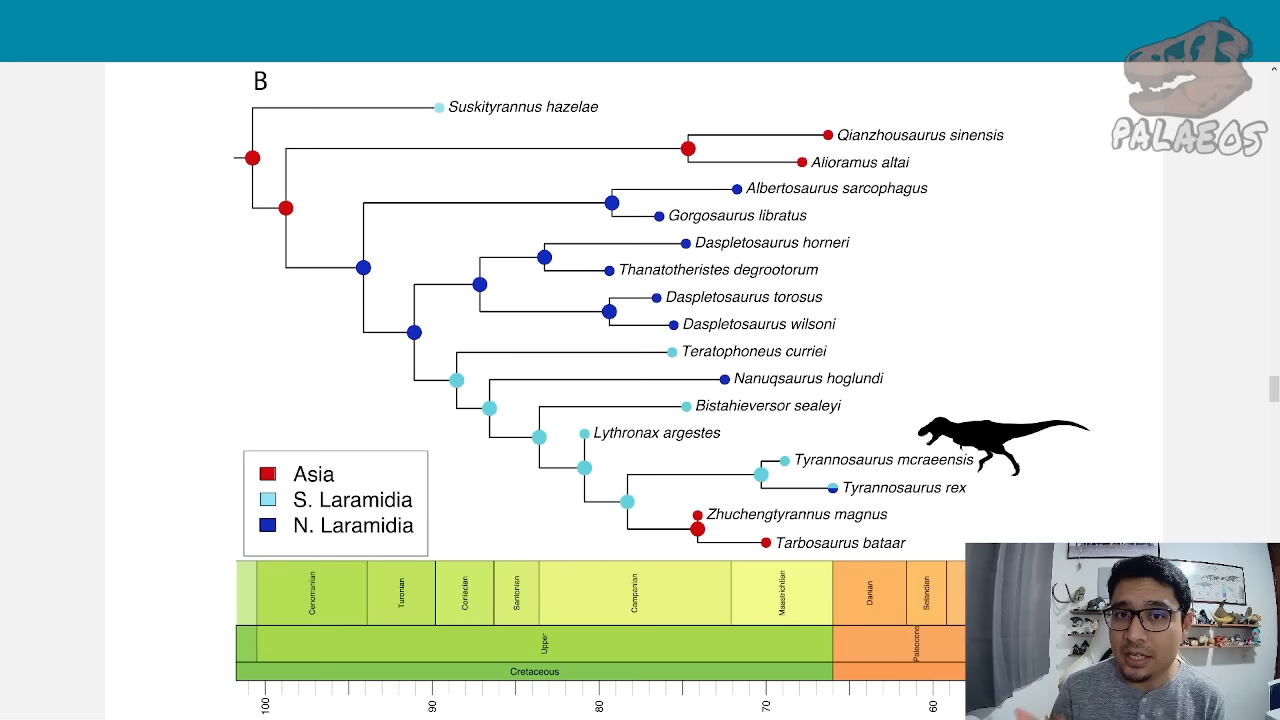 B
PALAEOS
Suskityrannus hazelae
Qianzhousaurus sinensis
Alioramus altai
Albertosaurus sarcophagus
Gorgosaurus libratus
Daspletosaurus horneri
Thanatotheristes degrootorum
Daspletosaurus torosus
Daspletosaurus wilsoni
Teratophoneus curriei
Nanuqsaurus hoglundi
Bistahieversor sealeyi
Lythronax argestes
Tyrannosaurus mcraeensis
Tyrannosaurus rex
Zhuchengtyrannus magnus
Tarbosaurus bataar
Asia
S. Laramidia
N. Laramidia
Cenomanian
Turonian
Coniacian
Santonian
Campanian
Maastrichtian
Danian
Selandian
Upper
Paleocene
Cretaceous
100
90
80
70
60